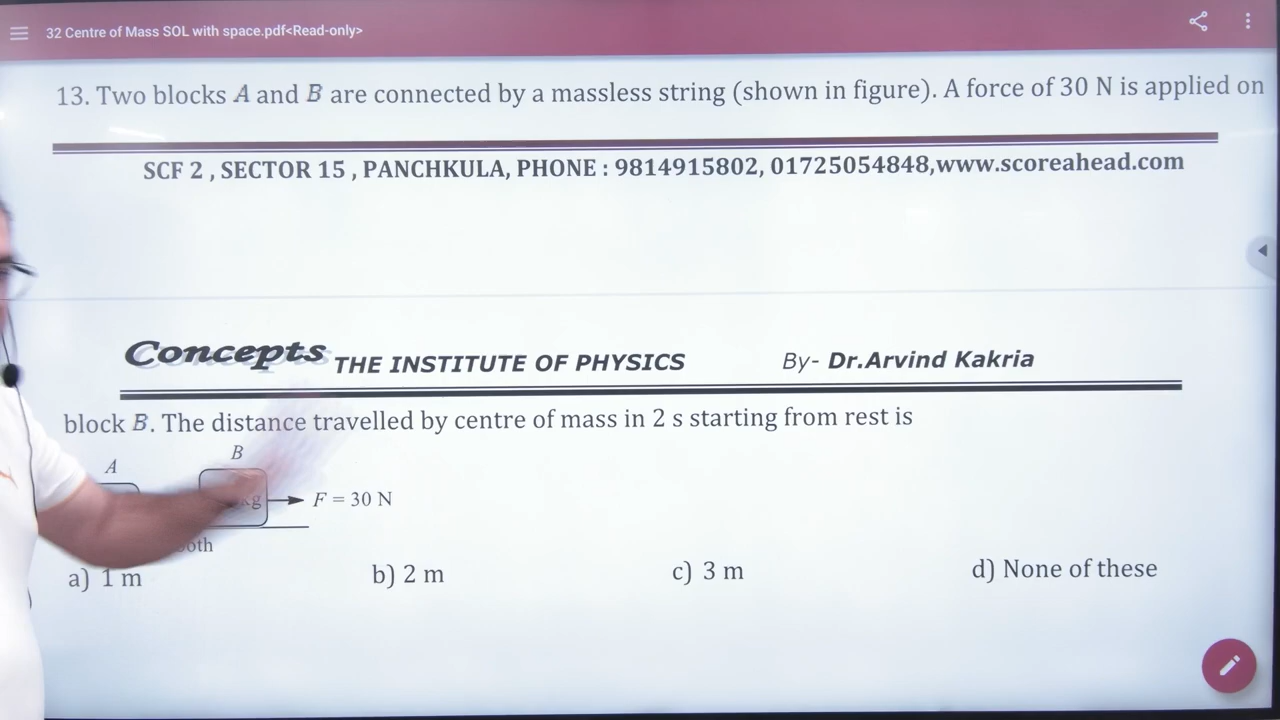 32 Centre of Mass SOL with space.pdf<Read-only>
13. Two blocks A and B are connected by a massless string (shown in figure). A force of 30 N is applied on
SCF 2 , SECTOR 15 , PANCHKULA, PHONE : 9814915802, 01725054848,www.scoreahead.com
Concepts THE INSTITUTE OF PHYSICS By- Dr.Arvind Kakria
block B. The distance travelled by centre of mass in 2 s starting from rest is
A
B
kg
F = 30 N
a) 1 m b) 2 m c) 3 m d) None of these